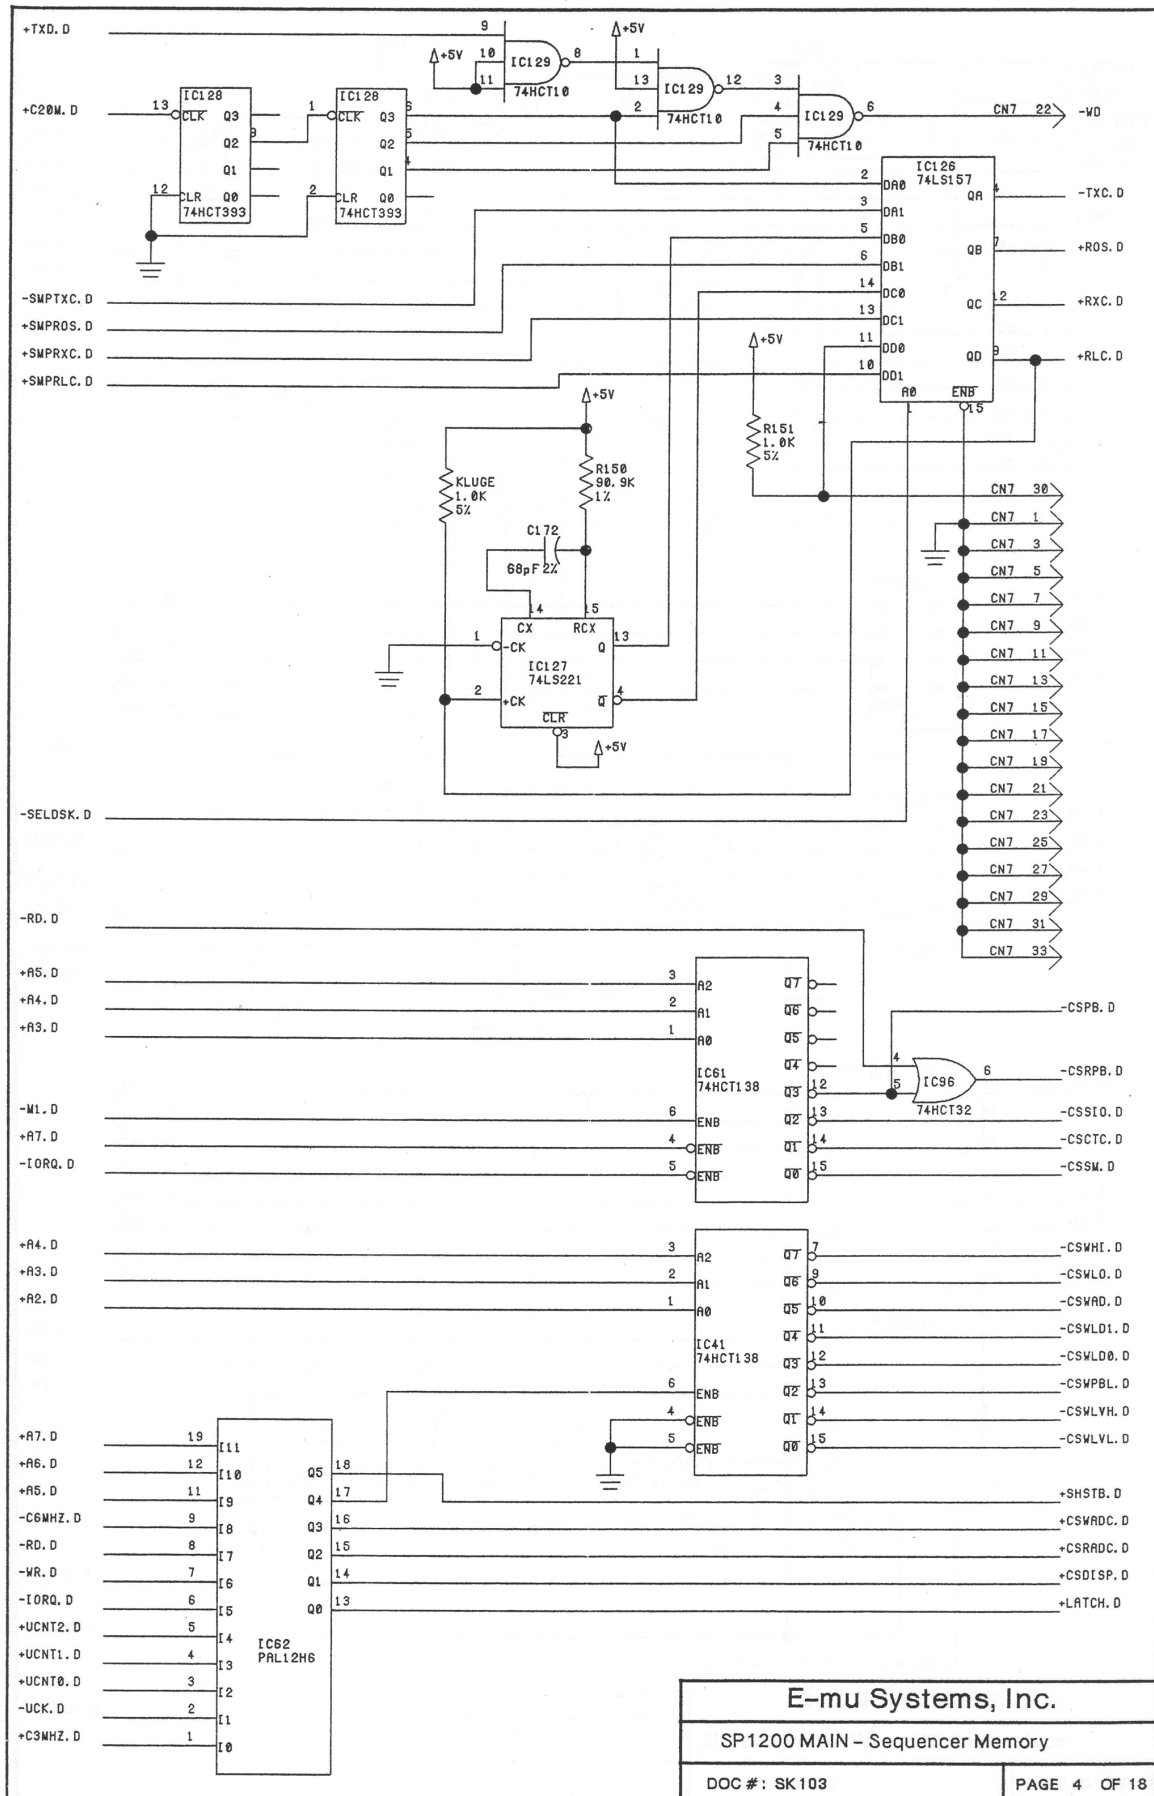 +TXD.D
9
+5V
10
11
IC129
8
74HCT10
+5V
1
13
2
IC129
12
74HCT10
3
4
5
IC129
6
74HCT10
CN7 22
-WD
+C20M.D
13
IC128
CLK
Q3
Q2
9
Q1
12
CLR
Q0
74HCT393
1
IC128
CLK
Q3
6
Q2
5
Q1
4
2
CLR
Q0
74HCT393
IC126
74LS157
2
DA0
QA
4
-TXC.D
3
DA1
5
DB0
QB
7
+ROS.D
6
DB1
14
DC0
QC
12
+RXC.D
13
DC1
11
DD0
QD
9
+RLC.D
10
DD1
A0
ENB
1
15
-SMPTXC.D
+SMPROS.D
+SMPRXC.D
+SMPRLC.D
+5V
R151
1.0K
5%
+5V
KLUGE
1.0K
5%
R150
90.9K
1%
C172
68pF 2%
14
15
CX
RCX
1
-CK
Q
13
IC127
74LS221
2
+CK
Q
4
CLR
3
+5V
CN7 30
CN7 1
CN7 3
CN7 5
CN7 7
CN7 9
CN7 11
CN7 13
CN7 15
CN7 17
CN7 19
CN7 21
CN7 23
CN7 25
CN7 27
CN7 29
CN7 31
CN7 33
-SELDSK.D
-RD.D
+A5.D
3
A2
Q7
+A4.D
2
A1
Q6
+A3.D
1
A0
Q5
Q4
IC61
74HCT138
Q3
12
-CSPB.D
4
5
IC96
6
74HCT32
-CSRPB.D
-M1.D
6
ENB
Q2
13
-CSSIO.D
+A7.D
4
ENB
Q1
14
-CSCTC.D
-IORQ.D
5
ENB
Q0
15
-CSSM.D
+A4.D
3
A2
Q7
7
-CSWHI.D
+A3.D
2
A1
Q6
9
-CSWLO.D
+A2.D
1
A0
Q5
10
-CSWAD.D
IC41
74HCT138
Q4
11
-CSWLD1.D
Q3
12
-CSWLD0.D
6
ENB
Q2
13
-CSWPBL.D
4
ENB
Q1
14
-CSWLVH.D
5
ENB
Q0
15
-CSWLVL.D
+A7.D
19
I11
+A6.D
12
I10
Q5
18
+SHSTB.D
+A5.D
11
I9
Q4
17
-C6MHZ.D
9
I8
Q3
16
+CSWADC.D
-RD.D
8
I7
Q2
15
+CSRADC.D
-WR.D
7
I6
Q1
14
+CSDISP.D
-IORQ.D
6
I5
Q0
13
+LATCH.D
+UCNT2.D
5
I4
IC62
PAL12H6
+UCNT1.D
4
I3
+UCNT0.D
3
I2
-UCK.D
2
I1
+C3MHZ.D
1
I0
E-mu Systems, Inc.
SP1200 MAIN - Sequencer Memory
DOC #: SK103
PAGE 4 OF 18